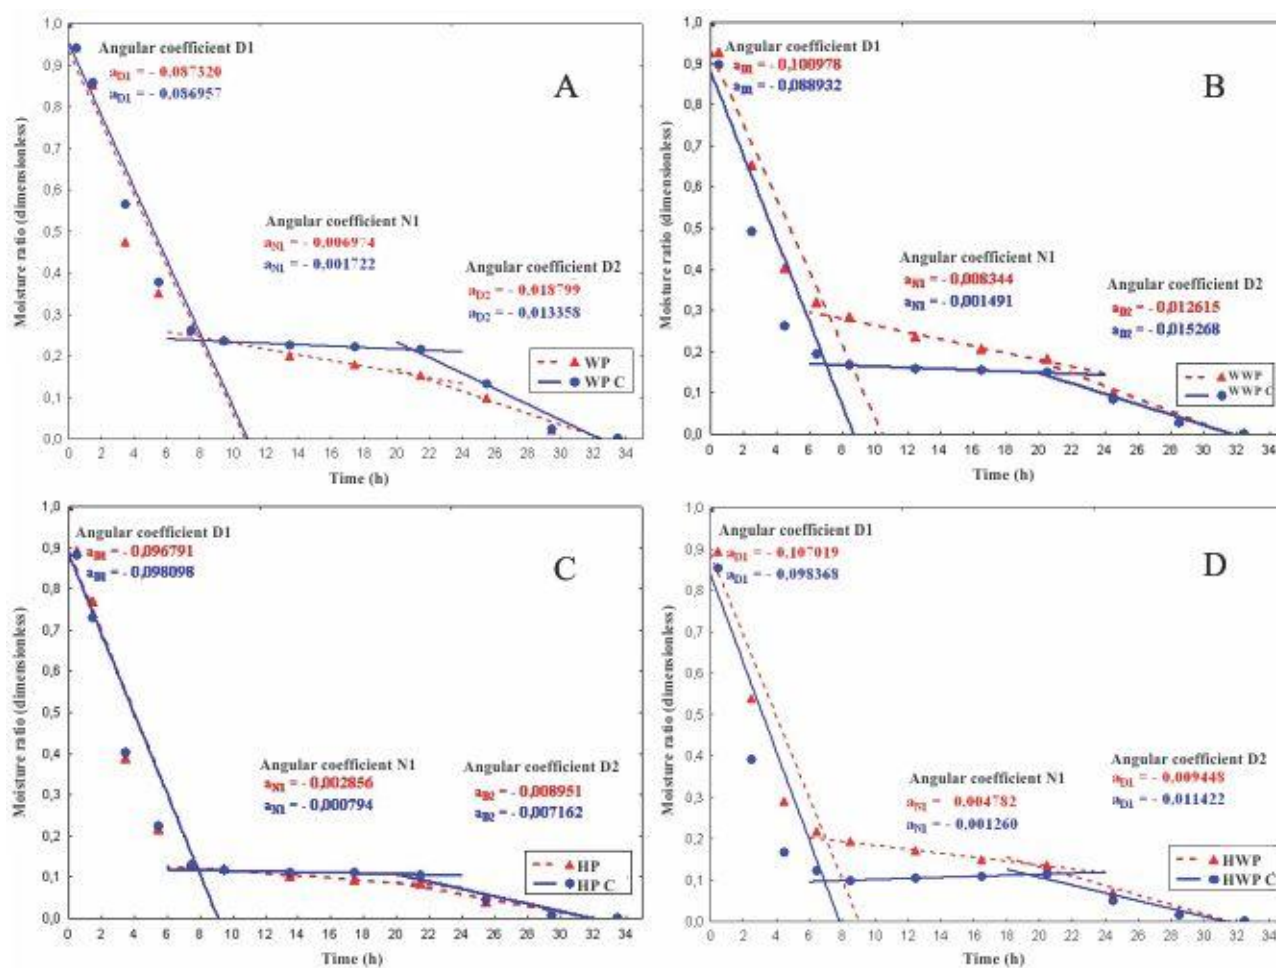 1,0
0,9
0,8
0,7
0,6
0,5
0,4
0,3
0,2
0,1
0,0
Moisture ratio (dimensionless)
Angular coefficient D1
aD1 = - 0.087320
aD1 = - 0.086957
A
Angular coefficient N1
aN1 = - 0.006974
aN1 = - 0.001722
Angular coefficient D2
aD2 = - 0.018799
aD2 = - 0.013358
WP
WP C
0 2 4 6 8 10 12 14 16 18 20 22 24 26 28 30 32 34
Time (h)
1,0
0,9
0,8
0,7
0,6
0,5
0,4
0,3
0,2
0,1
0,0
Moisture ratio (dimensionless)
Angular coefficient D1
= - 0,100978
= - 0,088932
B
Angular coefficient N1
aN1 = - 0,008344
aN1 = - 0,001491
Angular coefficient D2
= - 0,012615
= - 0,015268
WWP
WWP C
0 2 4 6 8 10 12 14 16 18 20 22 24 26 28 30 32 34
Time (h)
1,0
0,9
0,8
0,7
0,6
0,5
0,4
0,3
0,2
0,1
0,0
Moisture ratio (dimensionless)
Angular coefficient D1
= - 0,096791
= - 0,098098
C
Angular coefficient N1
aN1 = - 0,002856
aN1 = - 0,000794
Angular coefficient D2
= - 0,008951
= - 0,007162
HP
HP C
0 2 4 6 8 10 12 14 16 18 20 22 24 26 28 30 32 34
Time (h)
1,0
0,9
0,8
0,7
0,6
0,5
0,4
0,3
0,2
0,1
0,0
Moisture ratio (dimensionless)
Angular coefficient D1
aD1 = - 0.107019
aD1 = - 0.098368
D
Angular coefficient N1
aN1 = - 0.004782
aN1 = - 0.001260
Angular coefficient D2
aD1 = - 0.009448
aD1 = - 0.011422
HWP
HWP C
0 2 4 6 8 10 12 14 16 18 20 22 24 26 28 30 32 34
Time (h)